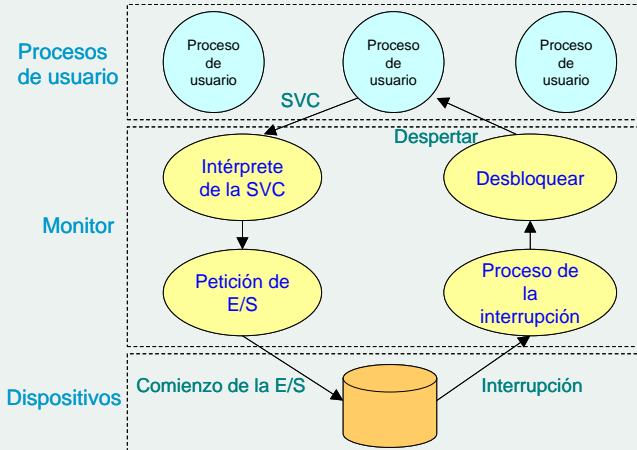 Procesos
de usuario
Proceso
de
usuario
Proceso
de
usuario
Proceso
de
usuario
SVC
Despertar
Monitor
Intérprete
de la SVC
Desbloquear
Petición de
E/S
Proceso de
la
interrupción
Dispositivos
Comienzo de la E/S
Interrupción